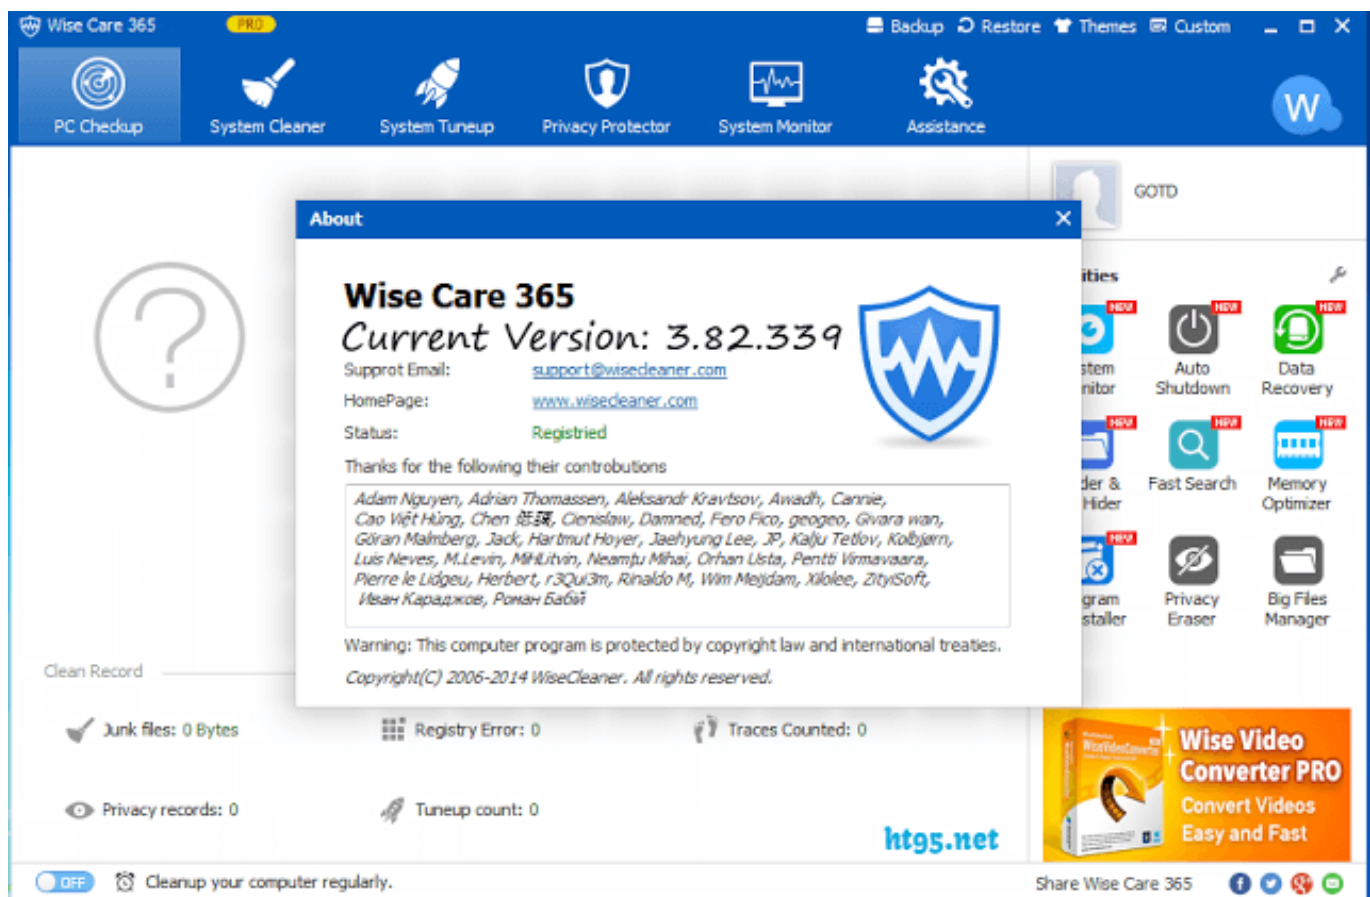 Wise Care 365 PRO Backup Restore Themes Custom
PC Checkup System Cleaner System Tuneup Privacy Protector System Monitor Assistance
W
GOTD
About
Wise Care 365
Current Version: 3.82.339
Supprot Email: support@wisecleaner.com
HomePage: www.wisecleaner.com
Status: Registried
Thanks for the following their controbutions
Adam Nguyen, Adrian Thomassen, Aleksandr Kravtsov, Awadh, Cannie,
Cao Việt Hùng, Chen Cienislaw, Damned, Fero Fico, geogeo, Givara wan,
Göran Malmberg, Jack, Hartmut Hoyer, Jaehyung Lee, JP, Kalju Tetlov, Kolbjørn,
Luis Neves, M.Levin, MiHLitvin, Neamțu Mihai, Orhan Usta, Pentti Virmavaara,
Pierre le Lidgeu, Herbert, r3Qui3m, Rinaldo M, Wim Meijdam, Xilolee, ZityiSoft,
Иван Караджов, Роман Бабій
Warning: This computer program is protected by copyright law and international treaties.
Copyright(C) 2006-2014 WiseCleaner. All rights reserved.
ities
NEW NEW NEW
stem Auto Data
nitor Shutdown Recovery
NEW NEW NEW
der & Fast Search Memory
Hider Optimizer
NEW
gram Privacy Big Files
staller Eraser Manager
Clean Record
Junk files: 0 Bytes Registry Error: 0 Traces Counted: 0
Privacy records: 0 Tuneup count: 0
ht95.net
WiseVideoConverter
Wise Video
Converter PRO
Convert Videos
Easy and Fast
OFF Cleanup your computer regularly. Share Wise Care 365